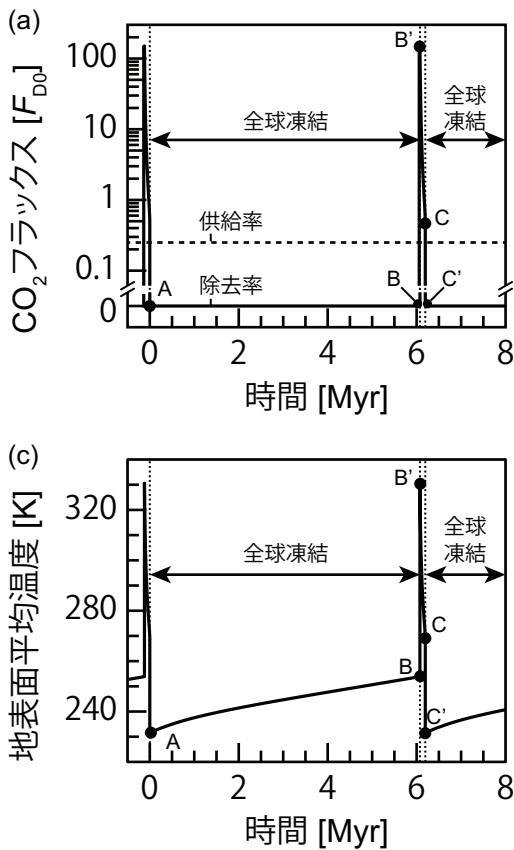 (a)
CO₂フラックス [F_D0]
100
10
1
0.1
0
B'
全球凍結
全球
凍結
C
供給率
A
除去率
B
C'
0
2
4
6
8
時間 [Myr]
(c)
地表面平均温度 [K]
320
280
240
B'
全球凍結
全球
凍結
C
B
A
C'
0
2
4
6
8
時間 [Myr]